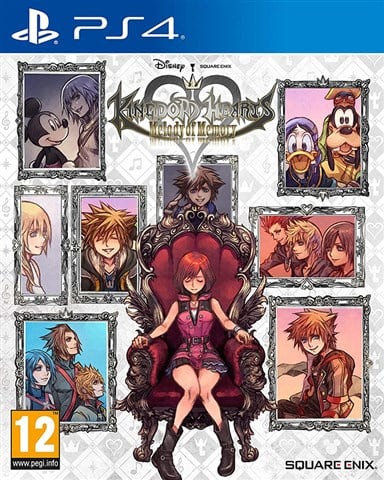 PS4
Disney SQUARE ENIX
KINGDOM HEARTS
Melody of Memory
12
www.pegi.info
SQUARE ENIX.